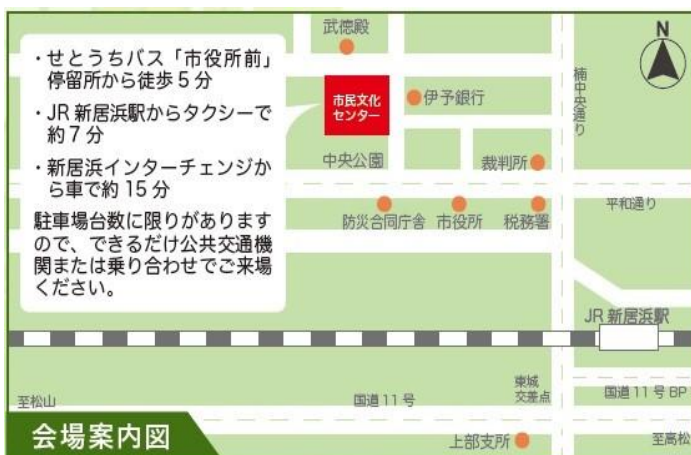 武徳殿
N
・せとうちバス「市役所前」
停留所から徒歩5分
・JR新居浜駅からタクシーで
約7分
・新居浜インターチェンジか
ら車で約15分
駐車場台数に限りがあります
ので、できるだけ公共交通機
関または乗り合わせでご来場
ください。
市民文化
センター
伊予銀行
楠中央通り
中央公園
裁判所
平和通り
防災合同庁舎
市役所
税務署
JR新居浜駅
東城
交差点
国道11号BP
至松山
国道11号
会場案内図
上部支所
至高松